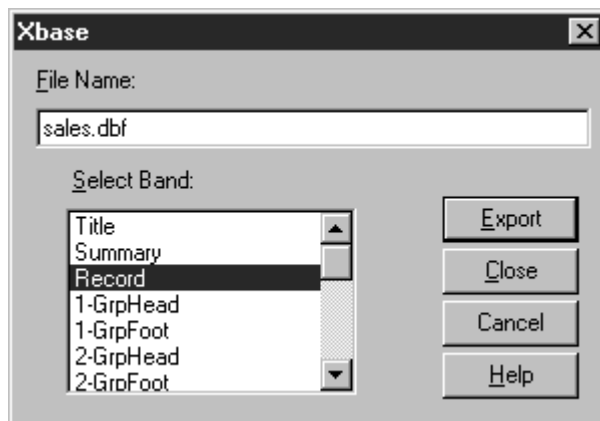 Xbase
File Name:
sales.dbf
Select Band:
Title
Summary
Record
1-GrpHead
1-GrpFoot
2-GrpHead
2-GrpFoot
Export
Close
Cancel
Help